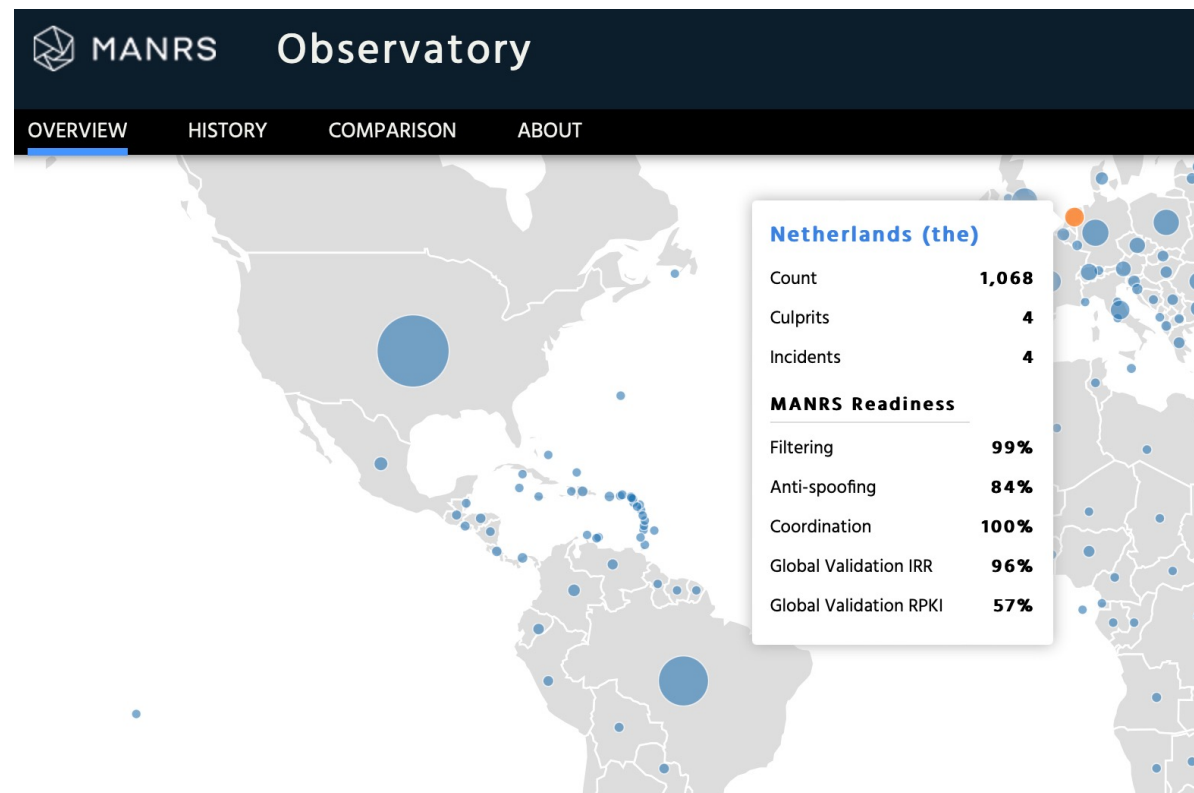 MANRS Observatory
OVERVIEW HISTORY COMPARISON ABOUT
Netherlands (the)
Count 1,068
Culprits 4
Incidents 4
MANRS Readiness
Filtering 99%
Anti-spoofing 84%
Coordination 100%
Global Validation IRR 96%
Global Validation RPKI 57%